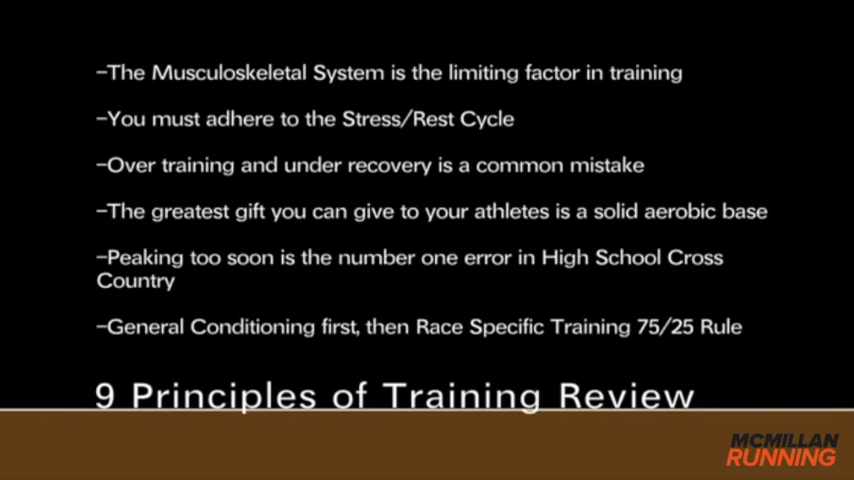 –The Musculoskeletal System is the limiting factor in training
–You must adhere to the Stress/Rest Cycle
–Over training and under recovery is a common mistake
–The greatest gift you can give to your athletes is a solid aerobic base
–Peaking too soon is the number one error in High School Cross
Country
–General Conditioning first, then Race Specific Training 75/25 Rule
9 Principles of Training Review
MCMILLAN
RUNNING